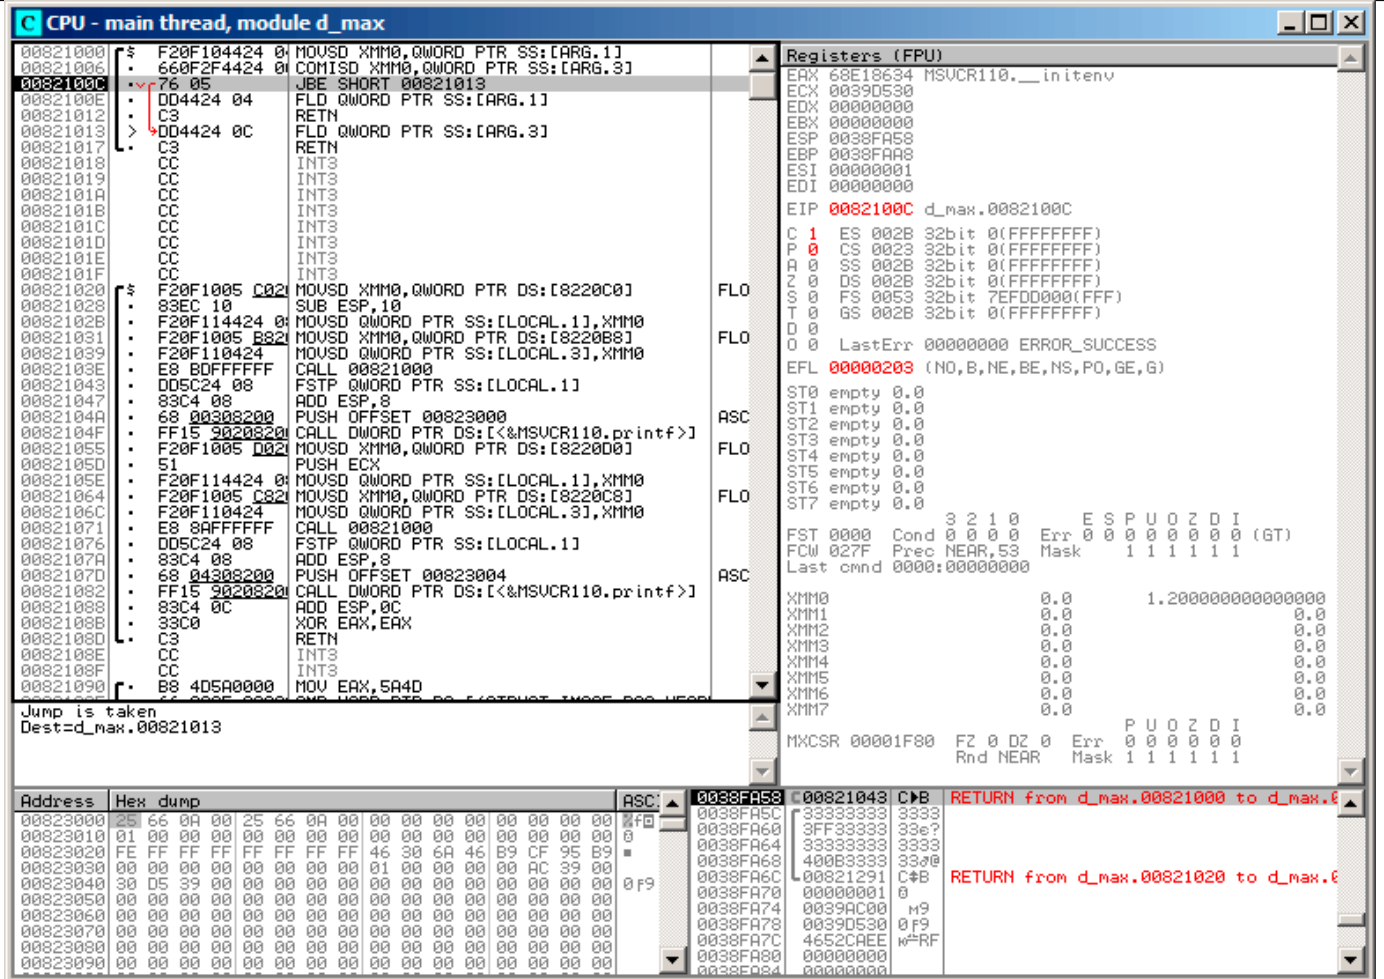 CPU - main thread, module d_max
00821000 $ F20F104424 0 MOVSD XMM0,QWORD PTR SS:[ARG.1]
00821006 . 660F2F4424 0 COMISD XMM0,QWORD PTR SS:[ARG.3]
0082100C . 76 05 JBE SHORT 00821013
0082100E . DD4424 04 FLD QWORD PTR SS:[ARG.1]
00821012 . C3 RETN
00821013 > DD4424 0C FLD QWORD PTR SS:[ARG.3]
00821017 . C3 RETN
00821018 CC INT3
00821019 CC INT3
0082101A CC INT3
0082101B CC INT3
0082101C CC INT3
0082101D CC INT3
0082101E CC INT3
0082101F CC INT3
00821020 $ F20F1005 C02 MOVSD XMM0,QWORD PTR DS:[8220C0] FLO
00821028 . 83EC 10 SUB ESP,10
0082102B . F20F114424 0 MOVSD QWORD PTR SS:[LOCAL.1],XMM0
00821031 . F20F1005 B82 MOVSD XMM0,QWORD PTR DS:[8220B8] FLO
00821039 . F20F110424 MOVSD QWORD PTR SS:[LOCAL.3],XMM0
0082103E . E8 BDFFFFFF CALL 00821000
00821043 . DD5C24 08 FSTP QWORD PTR SS:[LOCAL.1]
00821047 . 83C4 08 ADD ESP,8
0082104A . 68 00308200 PUSH OFFSET 00823000 ASC
0082104F . FF15 9020820 CALL DWORD PTR DS:[<&MSVCR110.printf>]
00821055 . F20F1005 D02 MOVSD XMM0,QWORD PTR DS:[8220D0] FLO
0082105D . 51 PUSH ECX
0082105E . F20F114424 0 MOVSD QWORD PTR SS:[LOCAL.1],XMM0
00821064 . F20F1005 C82 MOVSD XMM0,QWORD PTR DS:[8220C8] FLO
0082106C . F20F110424 MOVSD QWORD PTR SS:[LOCAL.3],XMM0
00821071 . E8 8AFFFFFF CALL 00821000
00821076 . DD5C24 08 FSTP QWORD PTR SS:[LOCAL.1]
0082107A . 83C4 08 ADD ESP,8
0082107D . 68 04308200 PUSH OFFSET 00823004 ASC
00821082 . FF15 9020820 CALL DWORD PTR DS:[<&MSVCR110.printf>]
00821088 . 83C4 0C ADD ESP,0C
0082108B . 33C0 XOR EAX,EAX
0082108D . C3 RETN
0082108E CC INT3
0082108F CC INT3
00821090 . B8 4D5A0000 MOV EAX,5A4D
Jump is taken
Dest=d_max.00821013
Registers (FPU)
EAX 68E18634 MSVCR110.__initenv
ECX 0039D530
EDX 00000000
EBX 00000000
ESP 0038FA58
EBP 0038FAA8
ESI 00000001
EDI 00000000
EIP 0082100C d_max.0082100C
C 1 ES 002B 32bit 0(FFFFFFFF)
P 0 CS 0023 32bit 0(FFFFFFFF)
A 0 SS 002B 32bit 0(FFFFFFFF)
Z 0 DS 002B 32bit 0(FFFFFFFF)
S 0 FS 0053 32bit 7EFDD000(FFF)
T 0 GS 002B 32bit 0(FFFFFFFF)
D 0
O 0 LastErr 00000000 ERROR_SUCCESS
EFL 00000203 (NO,B,NE,BE,NS,PO,GE,G)
ST0 empty 0.0
ST1 empty 0.0
ST2 empty 0.0
ST3 empty 0.0
ST4 empty 0.0
ST5 empty 0.0
ST6 empty 0.0
ST7 empty 0.0
3 2 1 0 E S P U O Z D I
FST 0000 Cond 0 0 0 0 Err 0 0 0 0 0 0 0 0 (GT)
FCW 027F Prec NEAR,53 Mask 1 1 1 1 1 1
Last cmnd 0000:00000000
XMM0 0.0 1.200000000000000
XMM1 0.0 0.0
XMM2 0.0 0.0
XMM3 0.0 0.0
XMM4 0.0 0.0
XMM5 0.0 0.0
XMM6 0.0 0.0
XMM7 0.0 0.0
P U O Z D I
MXCSR 00001F80 FZ 0 DZ 0 Err 0 0 0 0 0 0
Rnd NEAR Mask 1 1 1 1 1 1
Address Hex dump ASC
00823000 25 66 0A 00 25 66 0A 00 00 00 00 00 00 00 00 00 %f
00823010 01 00 00 00 00 00 00 00 00 00 00 00 00 00 00 00
00823020 FE FF FF FF FF FF FF FF 46 30 6A 46 B9 CF 95 B9
00823030 00 00 00 00 00 00 00 00 01 00 00 00 00 AC 39 00
00823040 30 D5 39 00 00 00 00 00 00 00 00 00 00 00 00 00 0╒9
00823050 00 00 00 00 00 00 00 00 00 00 00 00 00 00 00 00
00823060 00 00 00 00 00 00 00 00 00 00 00 00 00 00 00 00
00823070 00 00 00 00 00 00 00 00 00 00 00 00 00 00 00 00
00823080 00 00 00 00 00 00 00 00 00 00 00 00 00 00 00 00
00823090 00 00 00 00 00 00 00 00 00 00 00 00 00 00 00 00
0038FA58 00821043 C►B RETURN from d_max.00821000 to d_max.0
0038FA5C 33333333 3333
0038FA60 3FF33333 33є?
0038FA64 33333333 3333
0038FA68 400B3333 33♂@
0038FA6C 00821291 C‡B RETURN from d_max.00821020 to d_max.0
0038FA70 00000001
0038FA74 0039AC00 м9
0038FA78 0039D530 0╒9
0038FA7C 4652CAEE RF
0038FA80 00000000
0038FA84 00000000